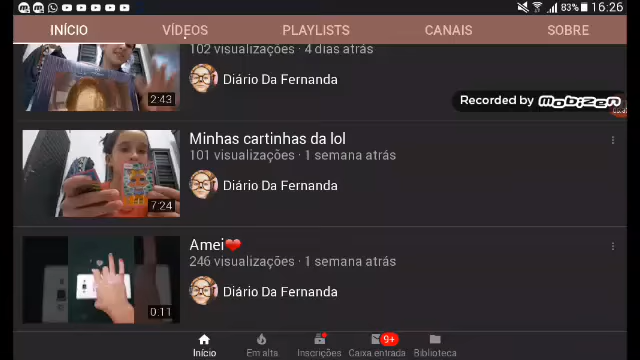 83% 16:26
INÍCIO VÍDEOS PLAYLISTS CANAIS SOBRE
102 visualizações · 4 dias atrás
Diário Da Fernanda
2:43
Recorded by mobizen
Minhas cartinhas da lol
101 visualizações · 1 semana atrás
Diário Da Fernanda
7:24
Amei❤
246 visualizações · 1 semana atrás
Diário Da Fernanda
0:11
9+
Início Em alta Inscrições Caixa entrada Biblioteca